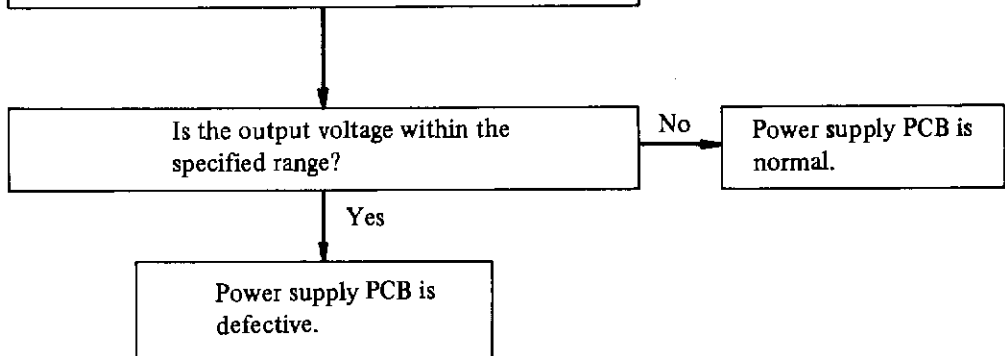 Is the output voltage within the
specified range?
No
Power supply PCB is
normal.
Yes
Power supply PCB is
defective.